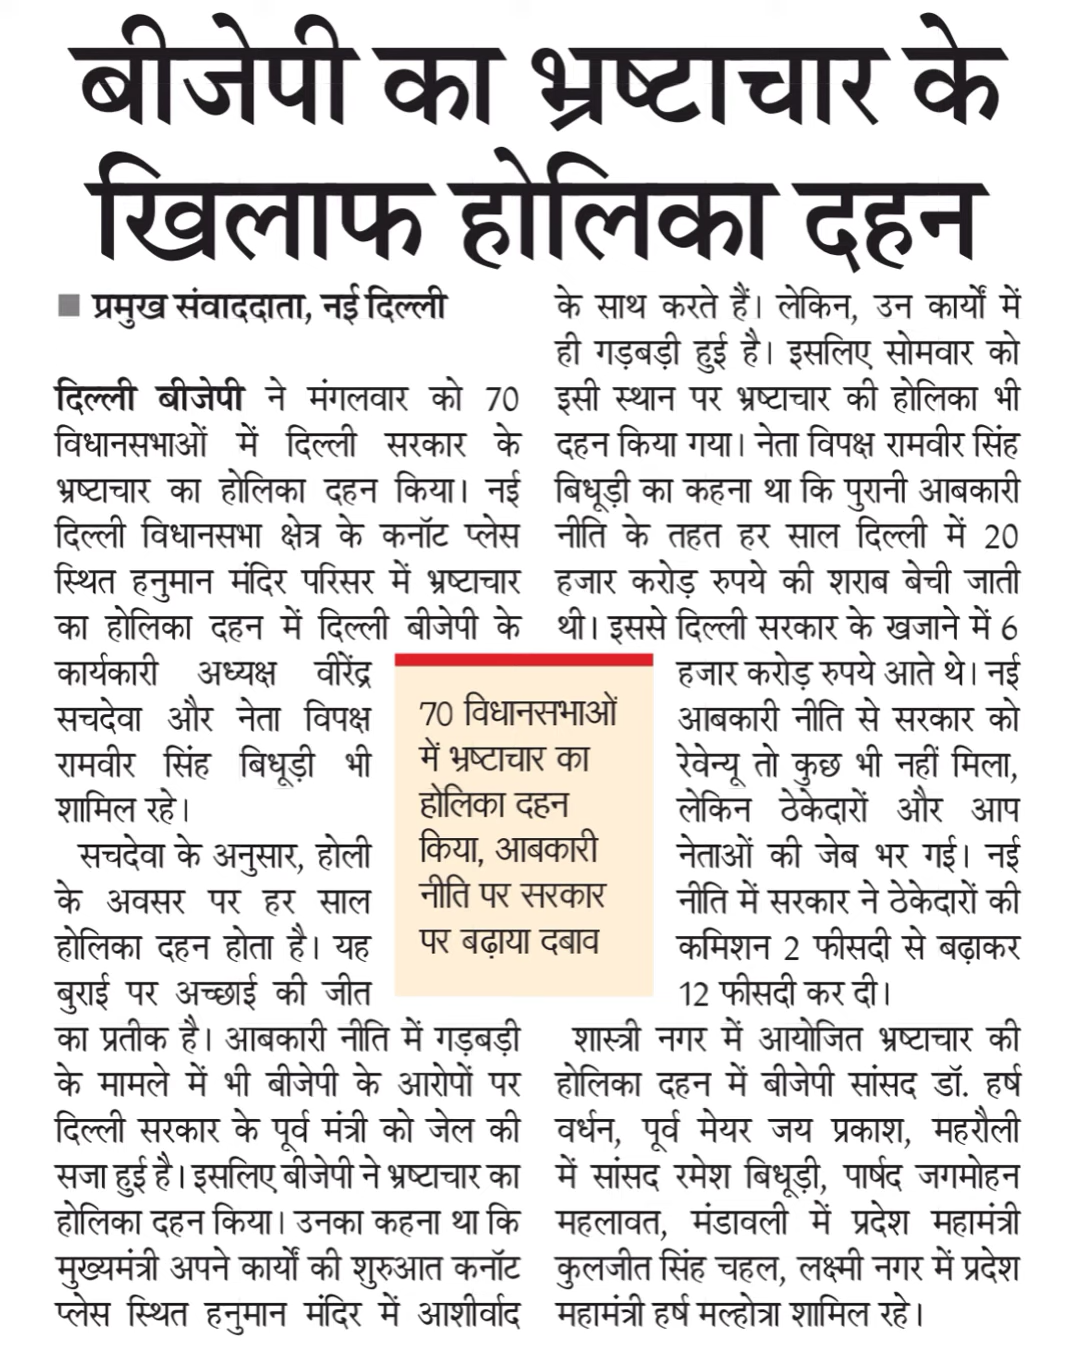 बीजेपी का भ्रष्टाचार के
खिलाफ होलिका दहन
■ प्रमुख संवाददाता, नई दिल्ली
दिल्ली बीजेपी ने मंगलवार को 70
विधानसभाओं में दिल्ली सरकार के
भ्रष्टाचार का होलिका दहन किया। नई
दिल्ली विधानसभा क्षेत्र के कनॉट प्लेस
स्थित हनुमान मंदिर परिसर में भ्रष्टाचार
का होलिका दहन में दिल्ली बीजेपी के
कार्यकारी अध्यक्ष वीरेंद्र
सचदेवा और नेता विपक्ष
रामवीर सिंह बिधूड़ी भी
शामिल रहे।
सचदेवा के अनुसार, होली
के अवसर पर हर साल
होलिका दहन होता है। यह
बुराई पर अच्छाई की जीत
का प्रतीक है। आबकारी नीति में गड़बड़ी
के मामले में भी बीजेपी के आरोपों पर
दिल्ली सरकार के पूर्व मंत्री को जेल की
सजा हुई है। इसलिए बीजेपी ने भ्रष्टाचार का
होलिका दहन किया। उनका कहना था कि
मुख्यमंत्री अपने कार्यों की शुरुआत कनॉट
प्लेस स्थित हनुमान मंदिर में आशीर्वाद
के साथ करते हैं। लेकिन, उन कार्यों में
ही गड़बड़ी हुई है। इसलिए सोमवार को
इसी स्थान पर भ्रष्टाचार की होलिका भी
दहन किया गया। नेता विपक्ष रामवीर सिंह
बिधूड़ी का कहना था कि पुरानी आबकारी
नीति के तहत हर साल दिल्ली में 20
हजार करोड़ रुपये की शराब बेची जाती
थी। इससे दिल्ली सरकार के खजाने में 6
हजार करोड़ रुपये आते थे। नई
आबकारी नीति से सरकार को
रेवेन्यू तो कुछ भी नहीं मिला,
लेकिन ठेकेदारों और आप
नेताओं की जेब भर गई। नई
नीति में सरकार ने ठेकेदारों की
कमिशन 2 फीसदी से बढ़ाकर
12 फीसदी कर दी।
शास्त्री नगर में आयोजित भ्रष्टाचार की
होलिका दहन में बीजेपी सांसद डॉ. हर्ष
वर्धन, पूर्व मेयर जय प्रकाश, महरौली
में सांसद रमेश बिधूड़ी, पार्षद जगमोहन
महलावत, मंडावली में प्रदेश महामंत्री
कुलजीत सिंह चहल, लक्ष्मी नगर में प्रदेश
महामंत्री हर्ष मल्होत्रा शामिल रहे।
70 विधानसभाओं
में भ्रष्टाचार का
होलिका दहन
किया, आबकारी
नीति पर सरकार
पर बढ़ाया दबाव